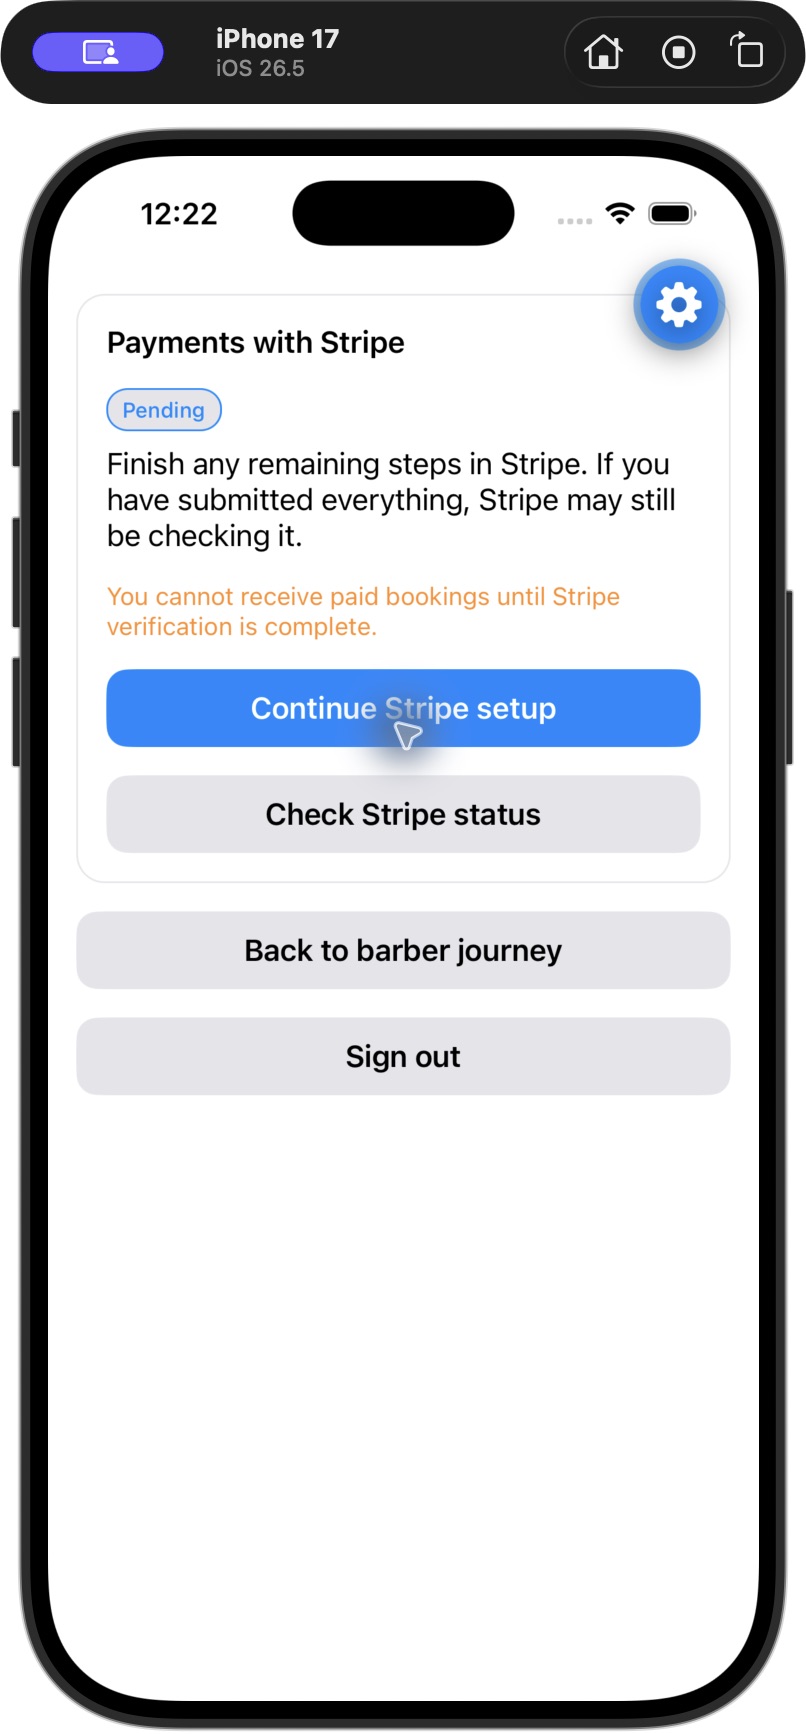 iPhone 17
iOS 26.5
12:22
Payments with Stripe
Pending
Finish any remaining steps in Stripe. If you
have submitted everything, Stripe may still
be checking it.
You cannot receive paid bookings until Stripe
verification is complete.
Continue Stripe setup
Check Stripe status
Back to barber journey
Sign out